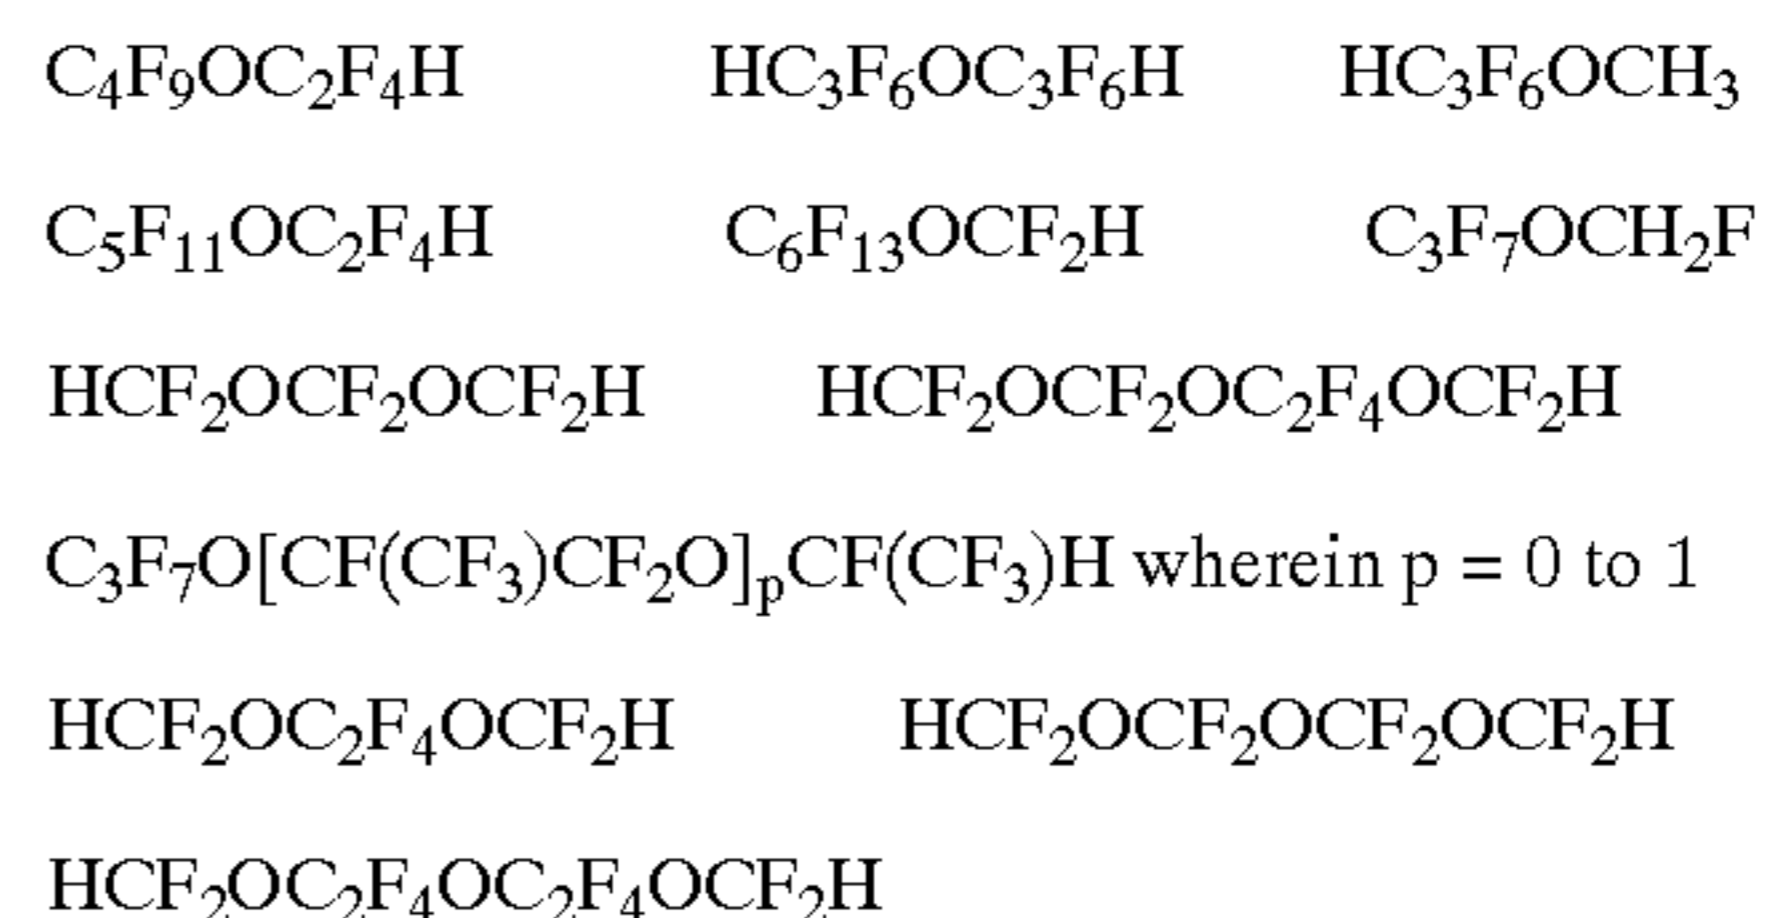 C₄F₉OC₂F₄H HC₃F₆OC₃F₆H HC₃F₆OCH₃
C₅F₁₁OC₂F₄H C₆F₁₃OCF₂H C₃F₇OCH₂F
HCF₂OCF₂OCF₂H HCF₂OCF₂OC₂F₄OCF₂H
C₃F₇O[CF(CF₃)CF₂O]ₚCF(CF₃)H wherein p = 0 to 1
HCF₂OC₂F₄OCF₂H HCF₂OCF₂OCF₂OCF₂H
HCF₂OC₂F₄OC₂F₄OCF₂H